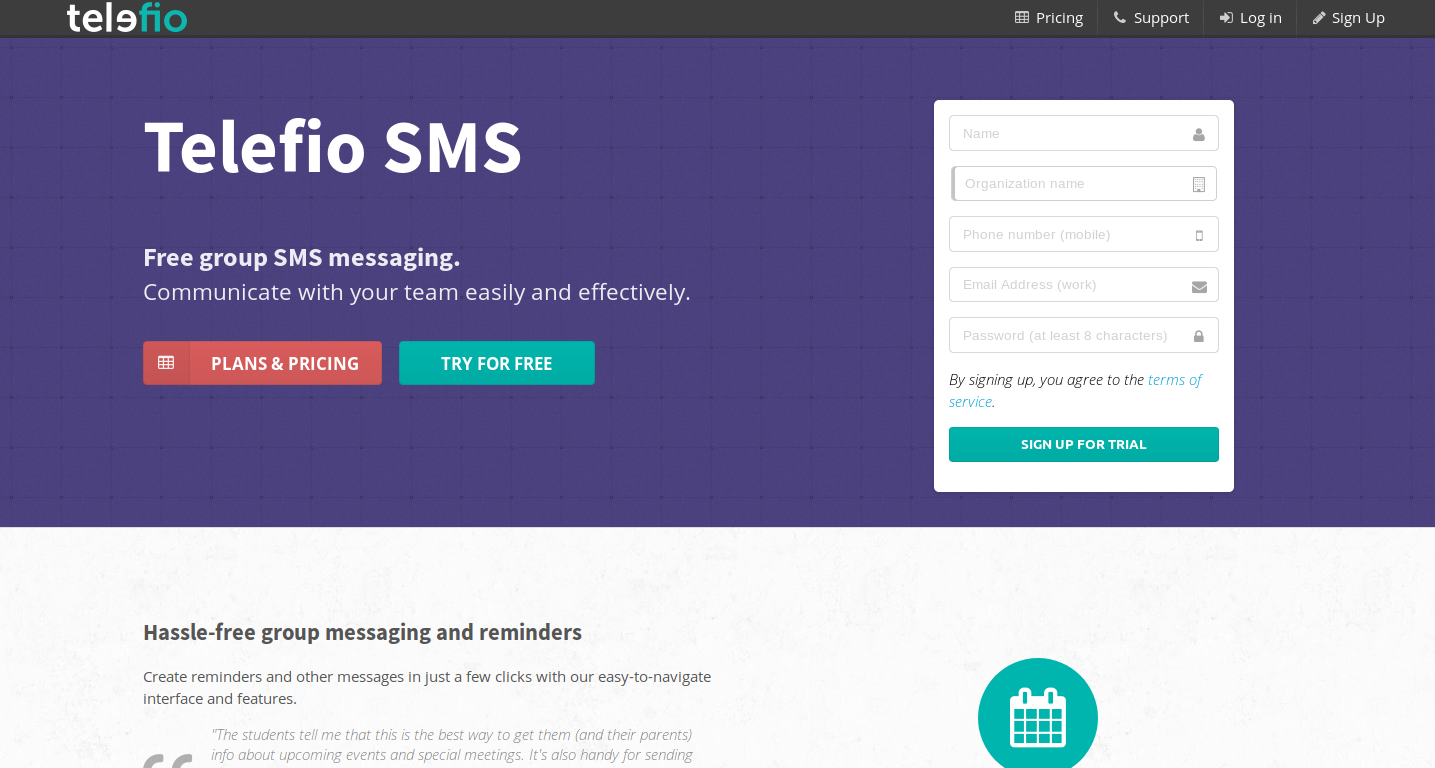 telefio
Pricing
Support
Log in
Sign Up
Telefio SMS
Free group SMS messaging.
Communicate with your team easily and effectively.
PLANS & PRICING
TRY FOR FREE
Name
Organization name
Phone number (mobile)
Email Address (work)
Password (at least 8 characters)
By signing up, you agree to the terms of
service.
SIGN UP FOR TRIAL
Hassle-free group messaging and reminders
Create reminders and other messages in just a few clicks with our easy-to-navigate
interface and features.
"The students tell me that this is the best way to get them (and their parents)
info about upcoming events and special meetings. It's also handy for sending